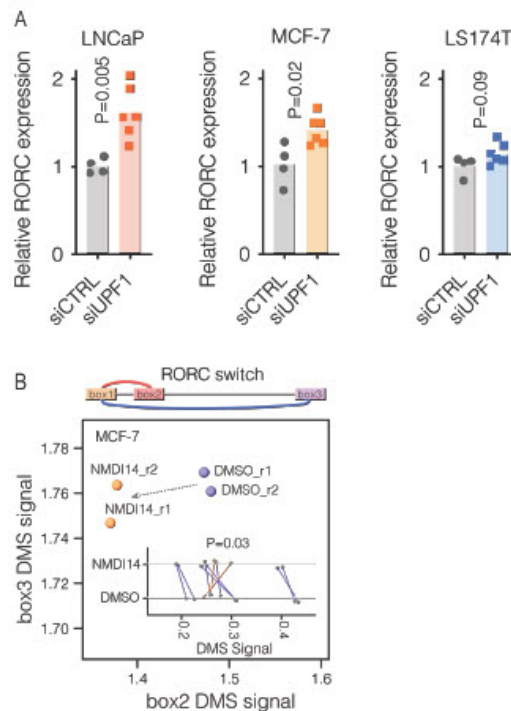 A
LNCaP
MCF-7
LS174T
Relative RORC expression
2
1
0
P=0.005
siCTRL
siUPF1
Relative RORC expression
2
1
0
P=0.02
siCTRL
siUPF1
Relative RORC expression
2
1
0
P=0.09
siCTRL
siUPF1
B
RORC switch
box1
box2
box3
box3 DMS signal
1.78
1.76
1.74
1.72
1.70
MCF-7
NMDI14_r2
DMSO_r1
DMSO_r2
NMDI14_r1
P=0.03
NMDI14
DMSO
0.2
0.3
0.4
DMS Signal
1.4
1.5
1.6
box2 DMS signal